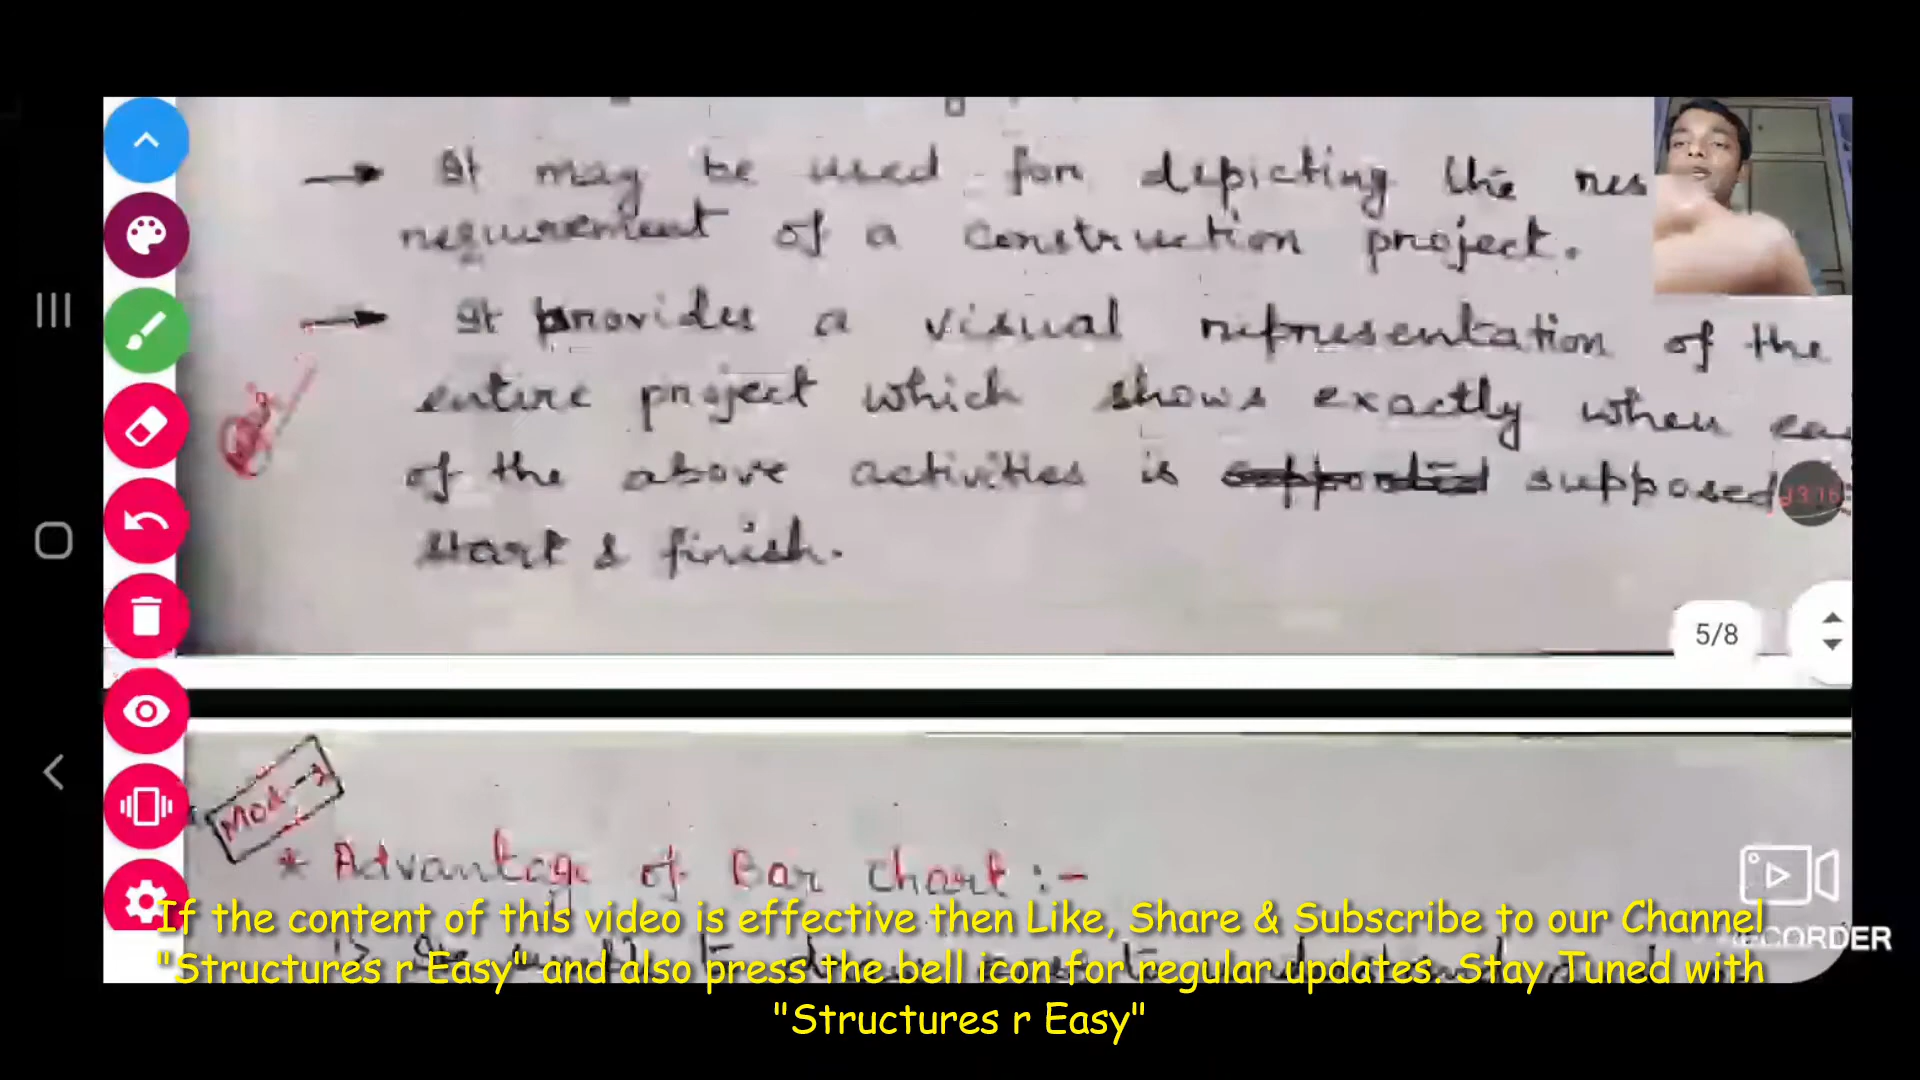 → It may be used for depicting the res
requirement of a construction project.
→ It provides a visual representation of the
entire project which shows exactly when ea
of the above activities is supposed
start & finish.
5/8
Mod-
* Advantage of Bar Chart :-
If the content of this video is effective then Like, Share & Subscribe to our Channel
"Structures r Easy" and also press the bell icon for regular updates. Stay Tuned with
"Structures r Easy"
CORDER